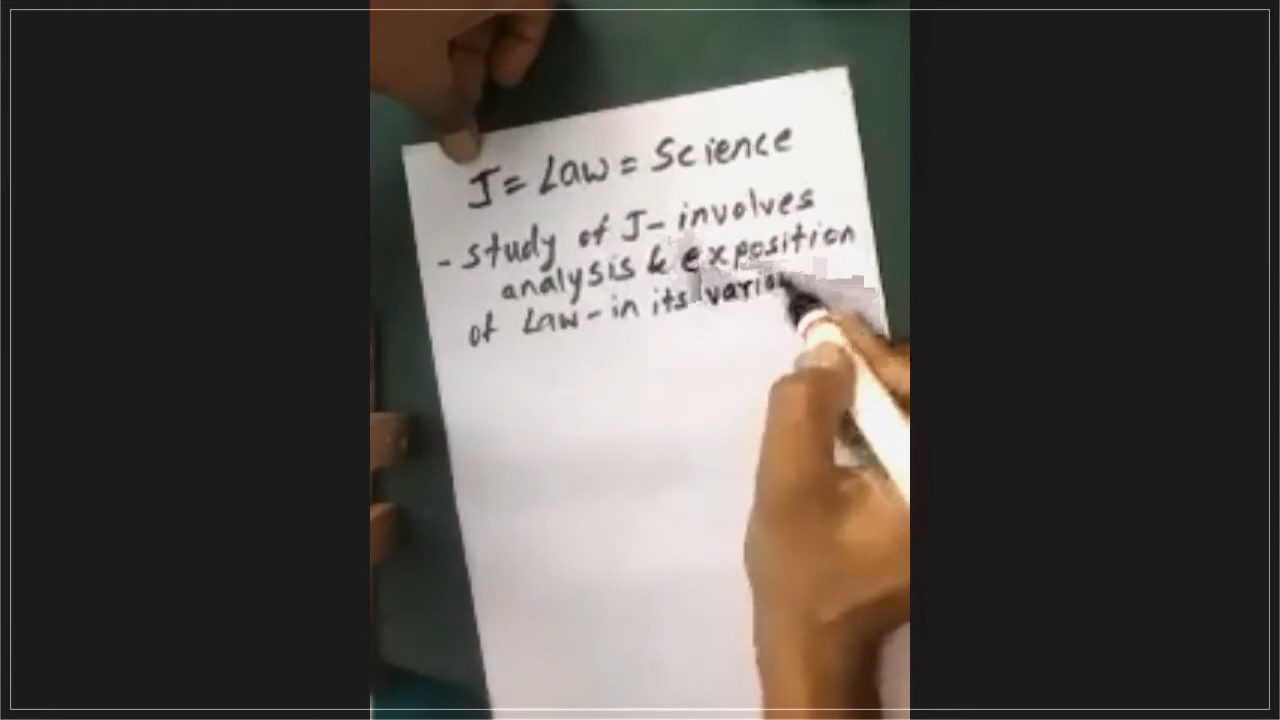 J = Law = Science
- study of J - involves
analysis & exposition
of Law - in its